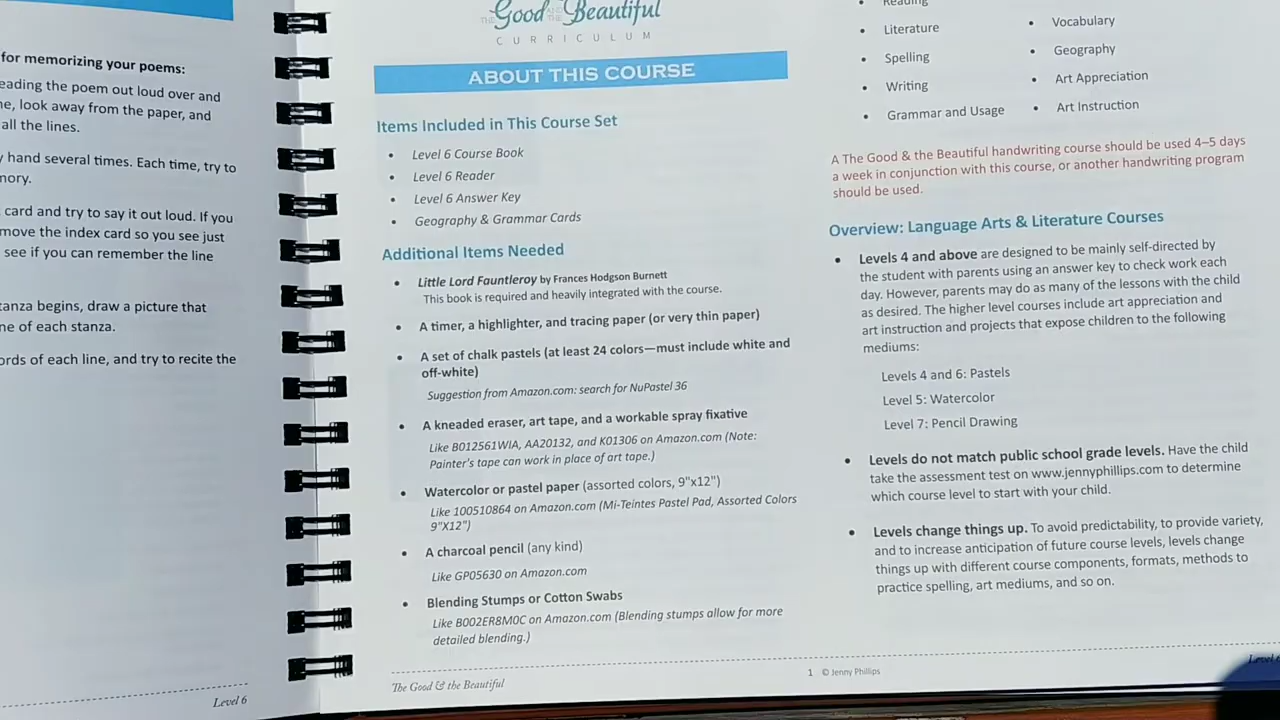 for memorizing your poems:
eading the poem out loud over and
ne, look away from the paper, and
all the lines.
y hand several times. Each time, try to
mory.
card and try to say it out loud. If you
move the index card so you see just
see if you can remember the line
tanza begins, draw a picture that
ne of each stanza.
ords of each line, and try to recite the
Level 6
THE Good AND THE Beautiful
CURRICULUM
ABOUT THIS COURSE
Items Included in This Course Set
• Level 6 Course Book
• Level 6 Reader
• Level 6 Answer Key
• Geography & Grammar Cards
Additional Items Needed
• Little Lord Fauntleroy by Frances Hodgson Burnett
This book is required and heavily integrated with the course.
• A timer, a highlighter, and tracing paper (or very thin paper)
• A set of chalk pastels (at least 24 colors—must include white and
off-white)
Suggestion from Amazon.com: search for NuPastel 36
• A kneaded eraser, art tape, and a workable spray fixative
Like B012561WIA, AA20132, and K01306 on Amazon.com (Note:
Painter's tape can work in place of art tape.)
• Watercolor or pastel paper (assorted colors, 9"x12")
Like 100510864 on Amazon.com (Mi-Teintes Pastel Pad, Assorted Colors
9"X12")
• A charcoal pencil (any kind)
Like GP05630 on Amazon.com
• Blending Stumps or Cotton Swabs
Like B002ER8M0C on Amazon.com (Blending stumps allow for more
detailed blending.)
The Good & the Beautiful
1 © Jenny Phillips
• Reading
• Literature
• Spelling
• Writing
• Grammar and Usage
• Vocabulary
• Geography
• Art Appreciation
• Art Instruction
A The Good & the Beautiful handwriting course should be used 4–5 days
a week in conjunction with this course, or another handwriting program
should be used.
Overview: Language Arts & Literature Courses
• Levels 4 and above are designed to be mainly self-directed by
the student with parents using an answer key to check work each
day. However, parents may do as many of the lessons with the child
as desired. The higher level courses include art appreciation and
art instruction and projects that expose children to the following
mediums:
Levels 4 and 6: Pastels
Level 5: Watercolor
Level 7: Pencil Drawing
• Levels do not match public school grade levels. Have the child
take the assessment test on www.jennyphillips.com to determine
which course level to start with your child.
• Levels change things up. To avoid predictability, to provide variety,
and to increase anticipation of future course levels, levels change
things up with different course components, formats, methods to
practice spelling, art mediums, and so on.
Level